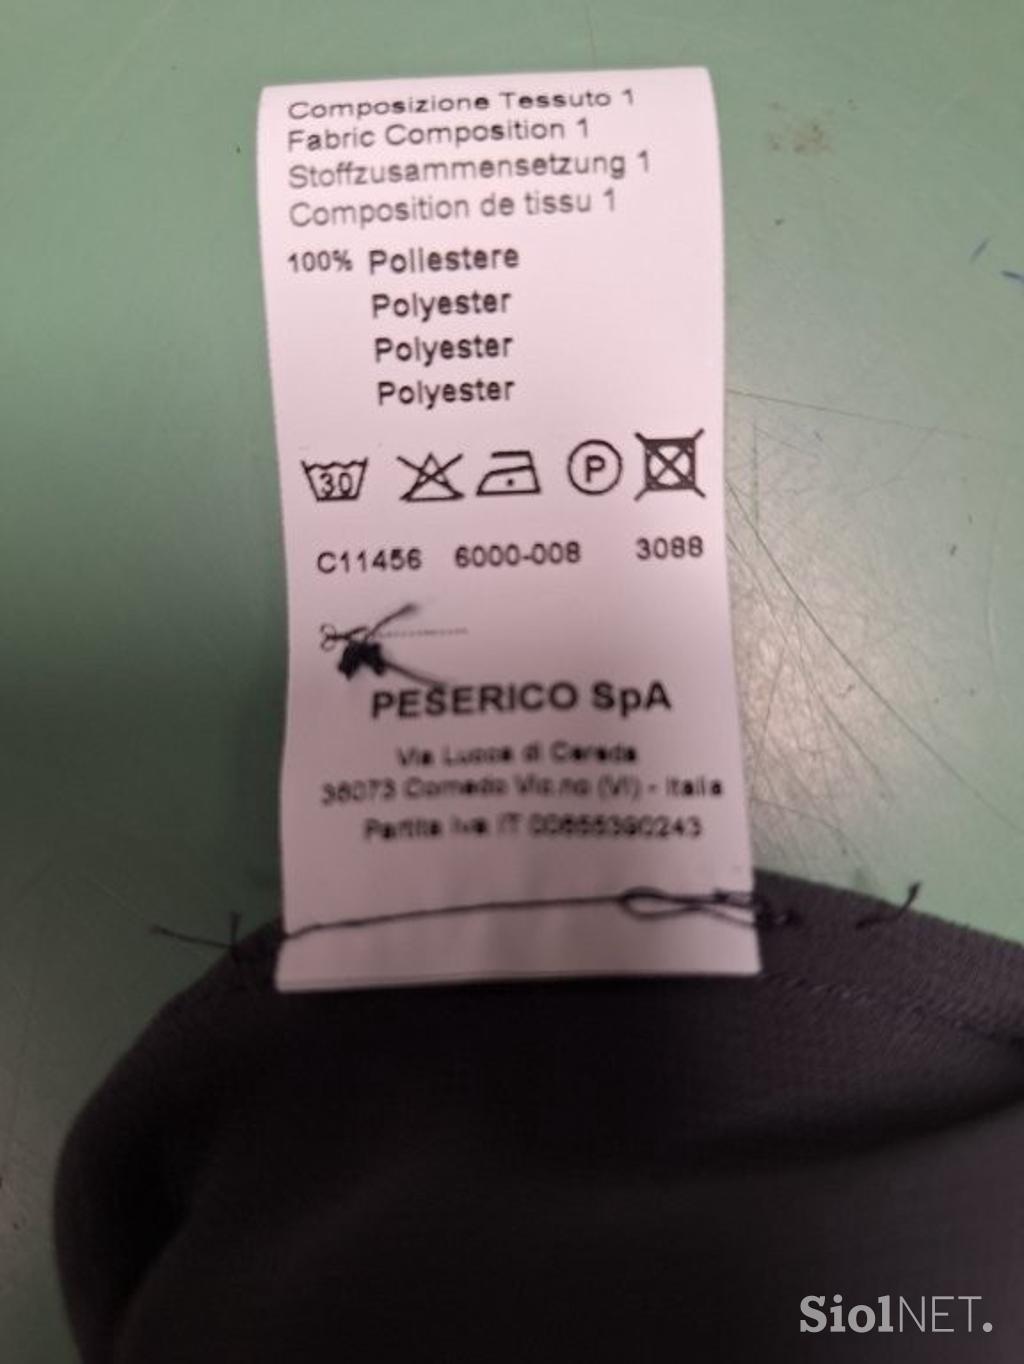 Composizione Tessuto 1
Fabric Composition 1
Stoffzusammensetzung 1
Composition de tissu 1
100% Poliestere
Polyester
Polyester
Polyester
30 P
C11456 6000-008 3088
PESERICO SpA
Via Lucca di Cereda
36073 Cornedo Vic.no (VI) - Italia
Partita Iva IT 00855390243
Siol NET.